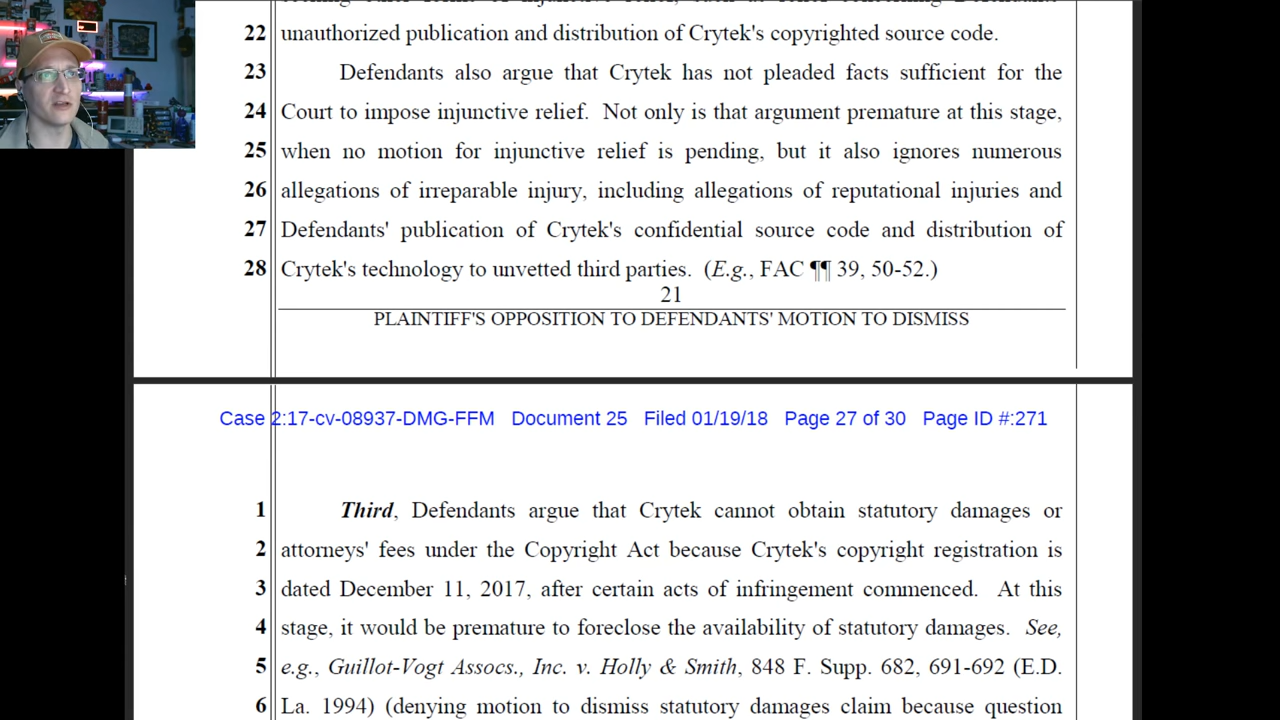 22 unauthorized publication and distribution of Crytek's copyrighted source code.
23 Defendants also argue that Crytek has not pleaded facts sufficient for the
24 Court to impose injunctive relief. Not only is that argument premature at this stage,
25 when no motion for injunctive relief is pending, but it also ignores numerous
26 allegations of irreparable injury, including allegations of reputational injuries and
27 Defendants' publication of Crytek's confidential source code and distribution of
28 Crytek's technology to unvetted third parties. (E.g., FAC ¶¶ 39, 50-52.)
21
PLAINTIFF'S OPPOSITION TO DEFENDANTS' MOTION TO DISMISS
Case 2:17-cv-08937-DMG-FFM Document 25 Filed 01/19/18 Page 27 of 30 Page ID #:271
1 Third, Defendants argue that Crytek cannot obtain statutory damages or
2 attorneys' fees under the Copyright Act because Crytek's copyright registration is
3 dated December 11, 2017, after certain acts of infringement commenced. At this
4 stage, it would be premature to foreclose the availability of statutory damages. See,
5 e.g., Guillot-Vogt Assocs., Inc. v. Holly & Smith, 848 F. Supp. 682, 691-692 (E.D.
6 La. 1994) (denying motion to dismiss statutory damages claim because question